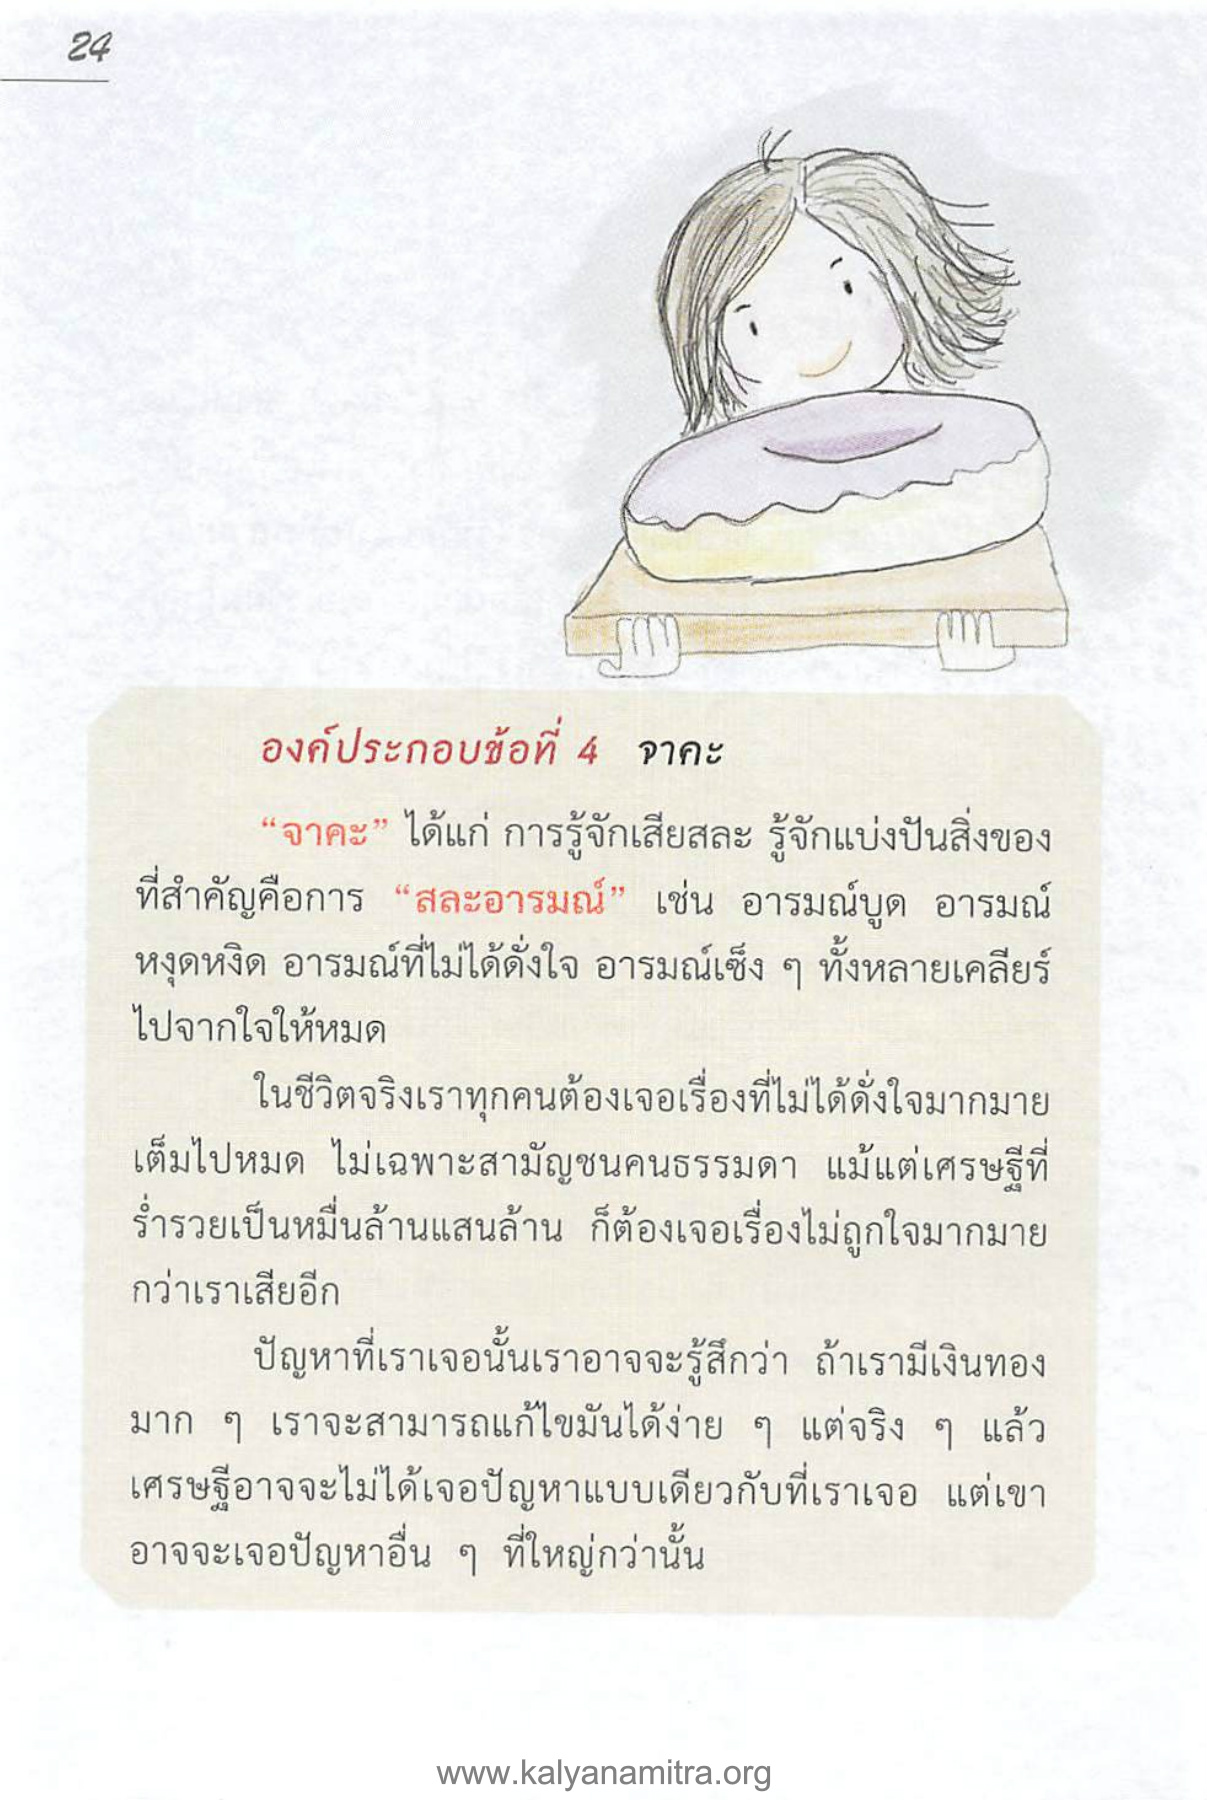 24
องค์ประกอบข้อที่ 4 จาคะ
“จาคะ” ได้แก่ การรู้จักเสียสละ รู้จักแบ่งปันสิ่งของ
ที่สำคัญคือการ “สละอารมณ์” เช่น อารมณ์บูด อารมณ์
หงุดหงิด อารมณ์ที่ไม่ได้ดั่งใจ อารมณ์เซ็ง ๆ ทั้งหลายเคลียร์
ไปจากใจให้หมด
ในชีวิตจริงเราทุกคนต้องเจอเรื่องที่ไม่ได้ดั่งใจมากมาย
เต็มไปหมด ไม่เฉพาะสามัญชนคนธรรมดา แม้แต่เศรษฐีที่
ร่ำรวยเป็นหมื่นล้านแสนล้าน ก็ต้องเจอเรื่องไม่ถูกใจมากมาย
กว่าเราเสียอีก
ปัญหาที่เราเจอนั้นเราอาจจะรู้สึกว่า ถ้าเรามีเงินทอง
มาก ๆ เราจะสามารถแก้ไขมันได้ง่าย ๆ แต่จริง ๆ แล้ว
เศรษฐีอาจจะไม่ได้เจอปัญหาแบบเดียวกับที่เราเจอ แต่เขา
อาจจะเจอปัญหาอื่น ๆ ที่ใหญ่กว่านั้น
www.kalyanamitra.org